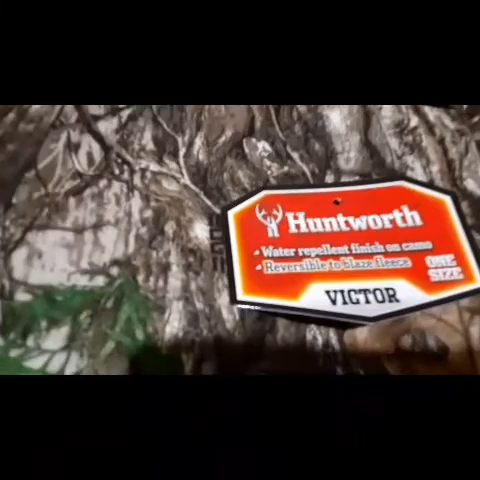 Huntworth
Water repellent finish on camo
Reversible to blaze fleece
ONE
SIZE
VICTOR